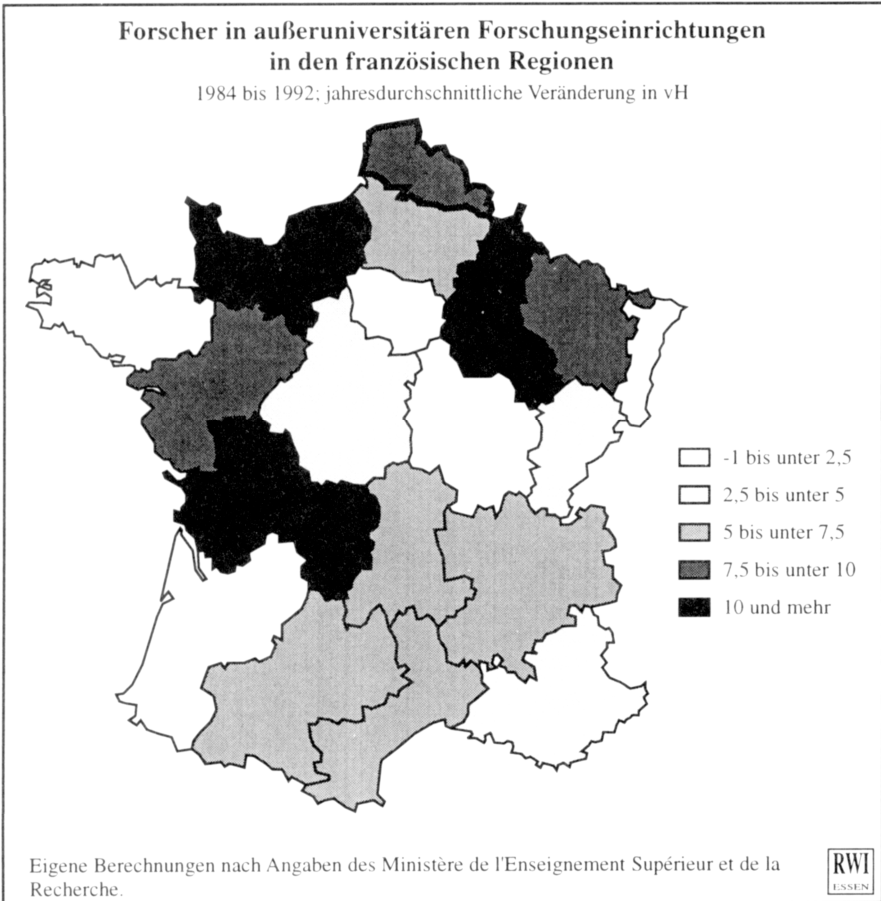 Forscher in außeruniversitären Forschungseinrichtungen
in den französischen Regionen
1984 bis 1992; jahresdurchschnittliche Veränderung in vH
-1 bis unter 2,5
2,5 bis unter 5
5 bis unter 7,5
7,5 bis unter 10
10 und mehr
Eigene Berechnungen nach Angaben des Ministère de l'Enseignement Supérieur et de la
Recherche.
RWI
ESSEN